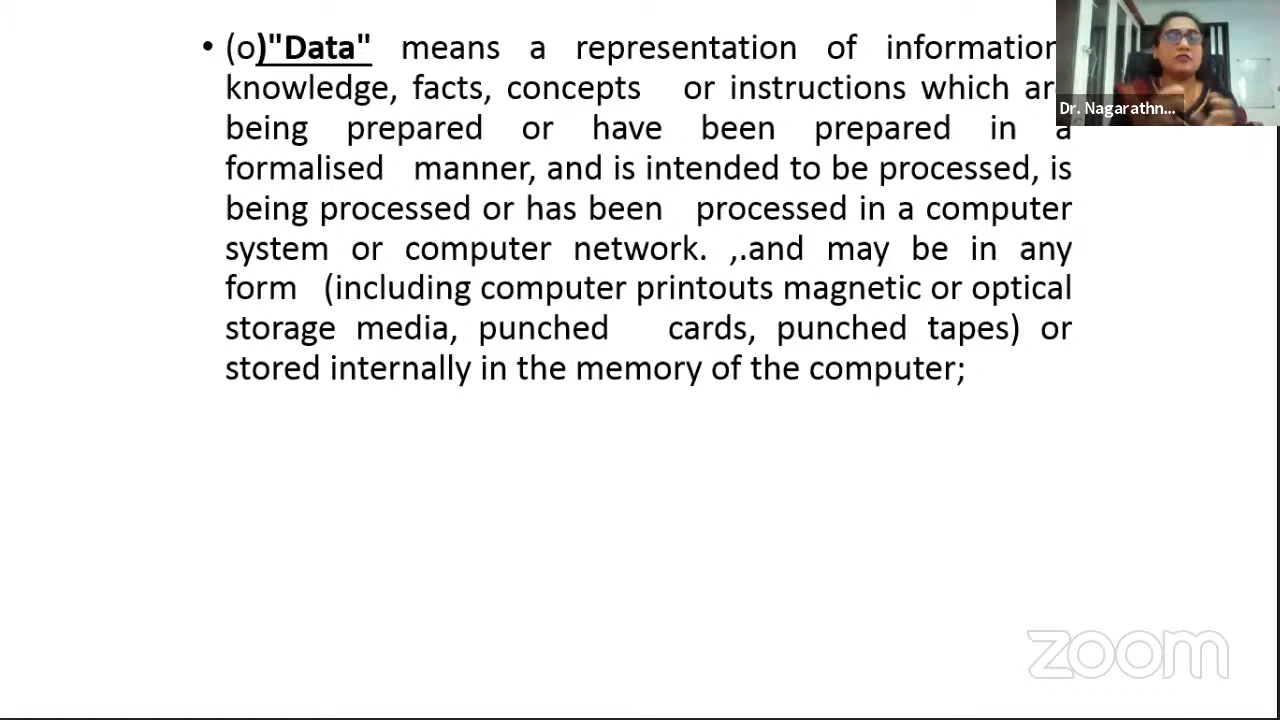 • (o)"Data" means a representation of information
knowledge, facts, concepts or instructions which ar
being prepared or have been prepared in a
formalised manner, and is intended to be processed, is
being processed or has been processed in a computer
system or computer network. ,.and may be in any
form (including computer printouts magnetic or optical
storage media, punched cards, punched tapes) or
stored internally in the memory of the computer;
Dr. Nagarathn...
zoom